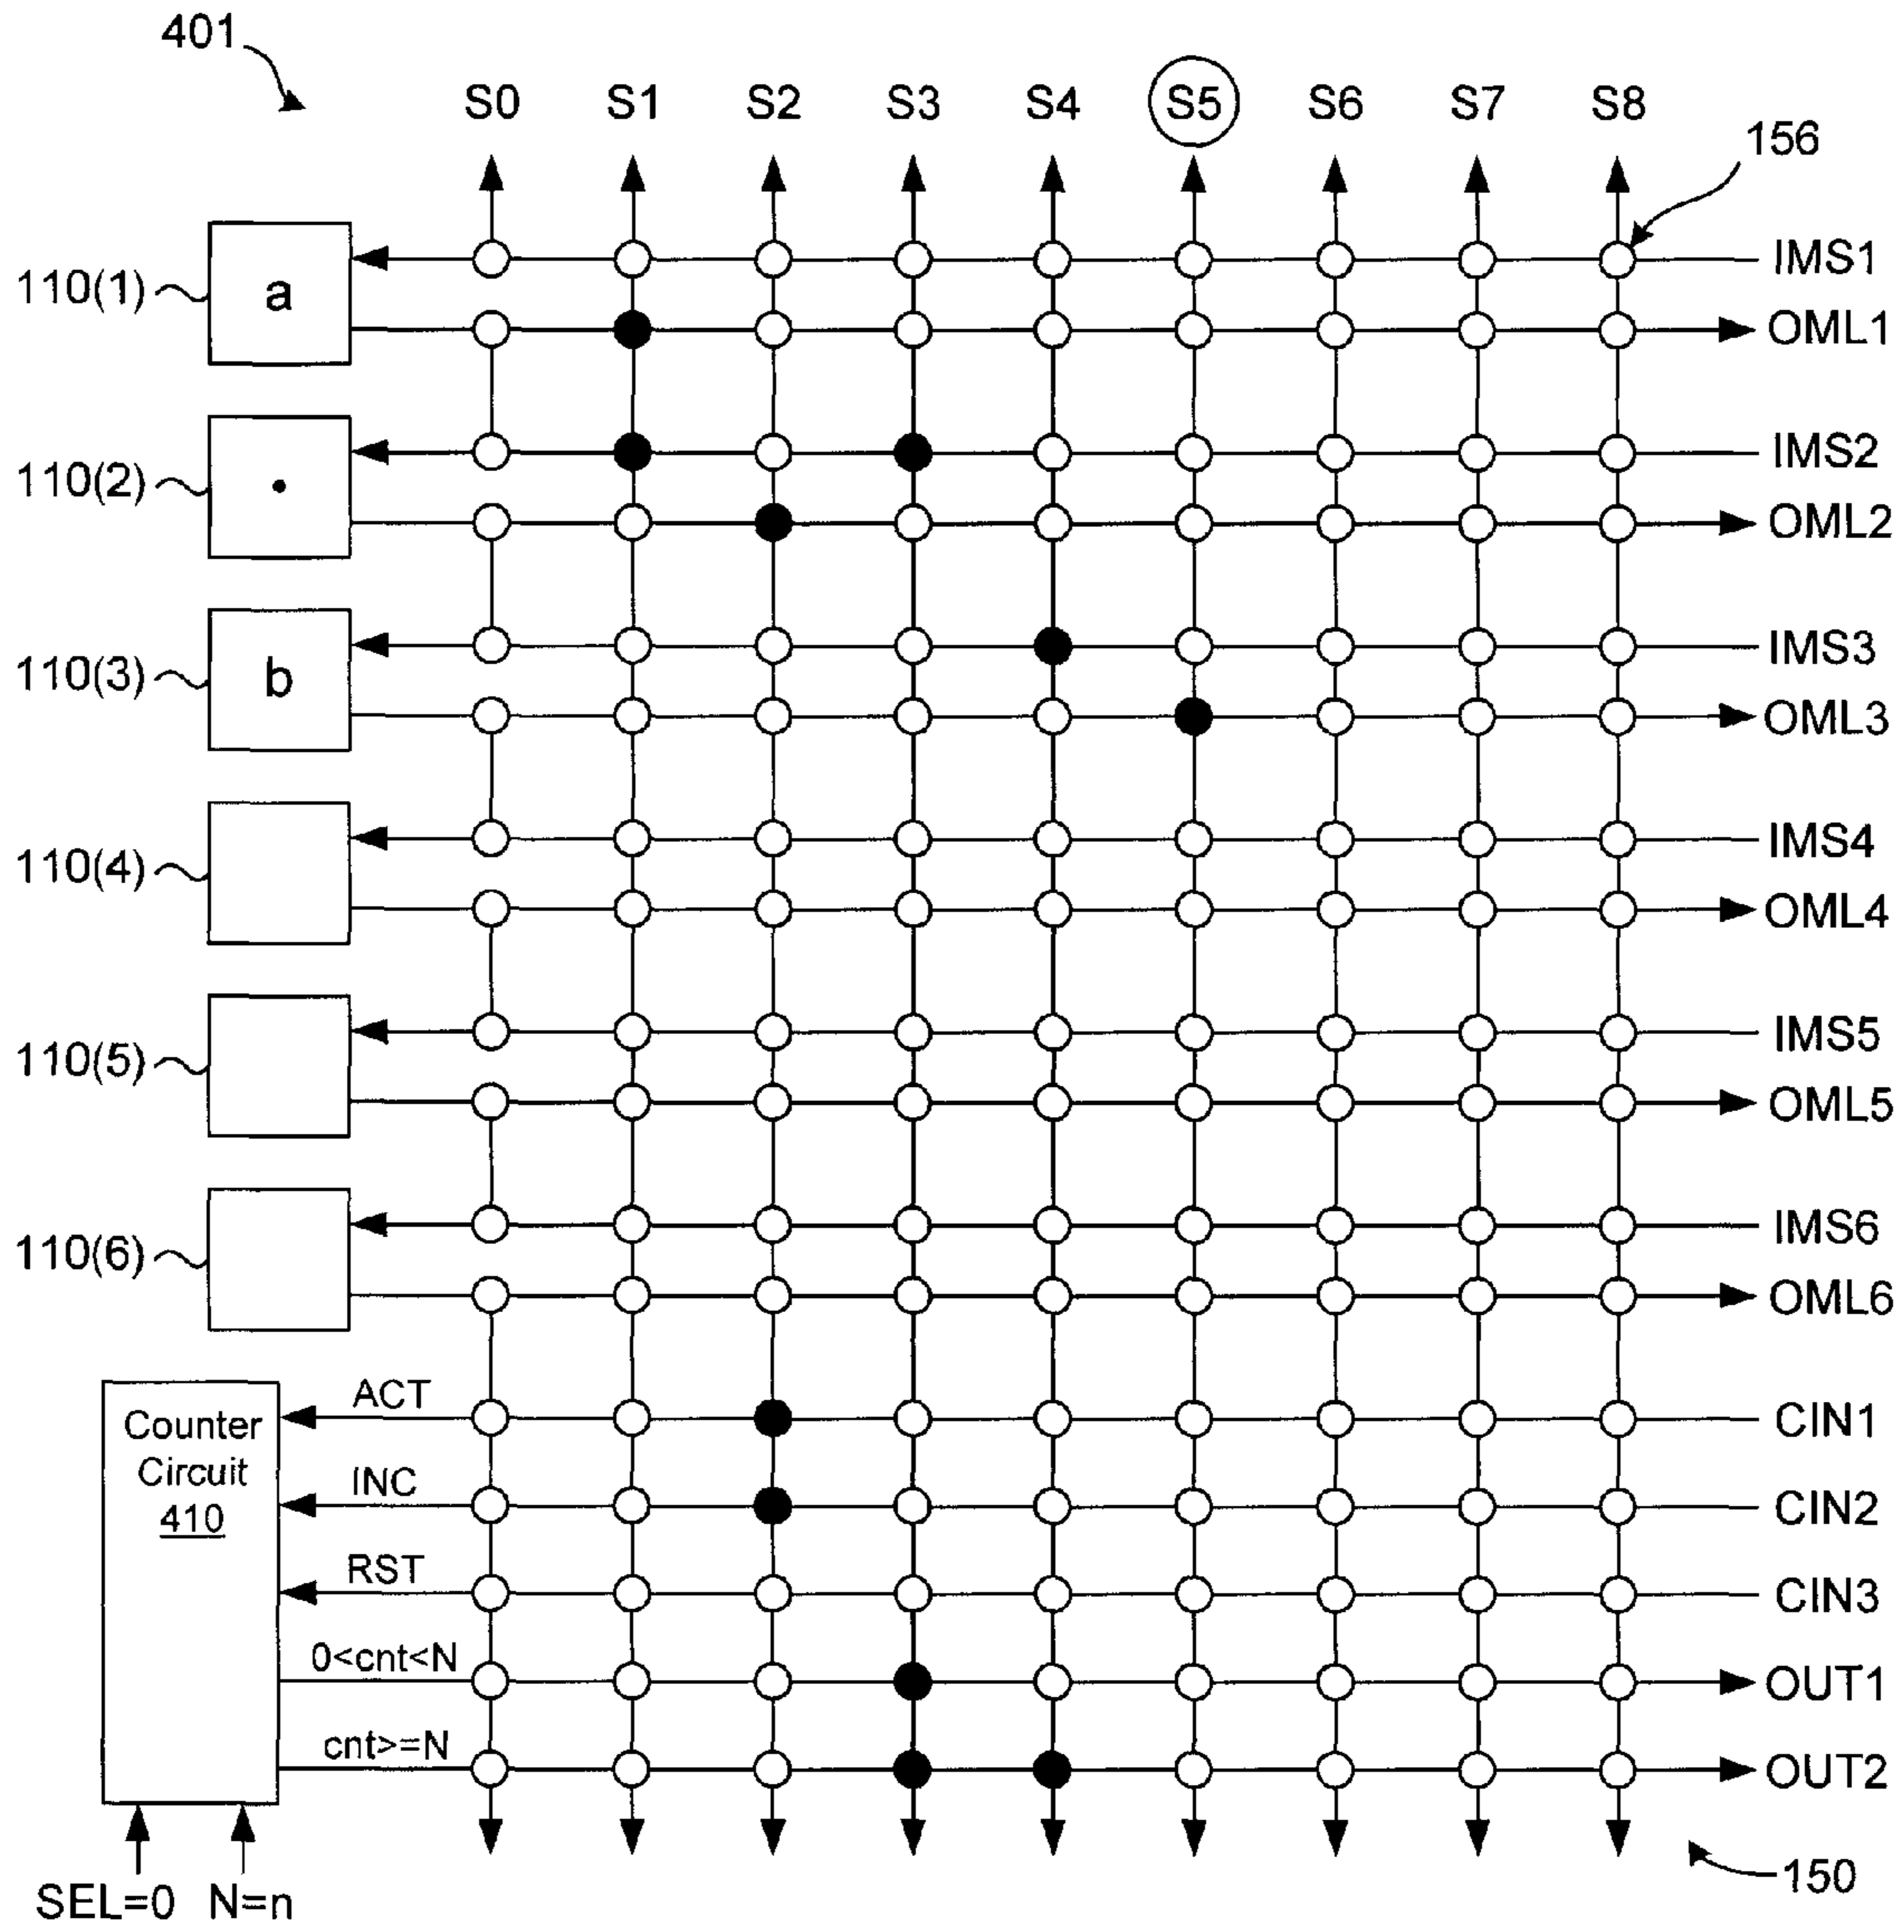 401
S0 S1 S2 S3 S4 S5 S6 S7 S8
156
110(1) a IMS1
OML1
110(2) • IMS2
OML2
110(3) b IMS3
OML3
110(4) IMS4
OML4
110(5) IMS5
OML5
110(6) IMS6
OML6
Counter
Circuit
410
ACT CIN1
INC CIN2
RST CIN3
0<cnt<N OUT1
cnt>=N OUT2
SEL=0 N=n
150